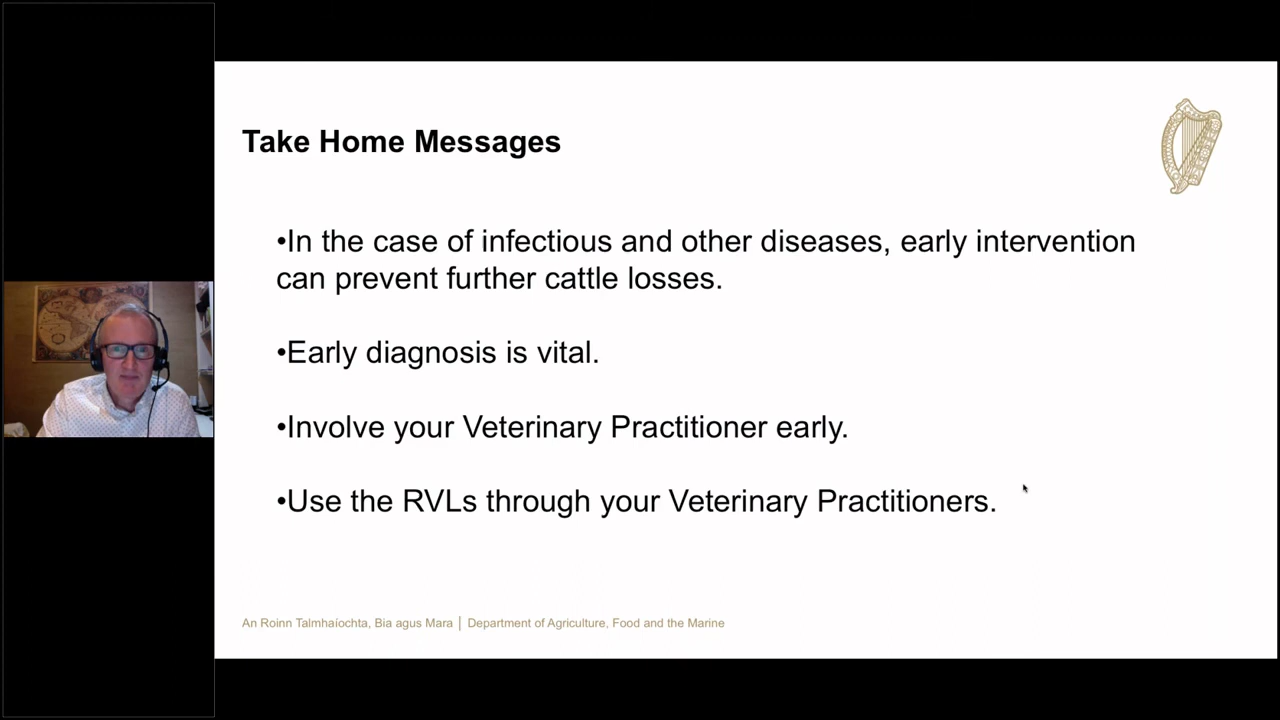 Take Home Messages
•In the case of infectious and other diseases, early intervention
can prevent further cattle losses.
•Early diagnosis is vital.
•Involve your Veterinary Practitioner early.
•Use the RVLs through your Veterinary Practitioners.
An Roinn Talmhaíochta, Bia agus Mara | Department of Agriculture, Food and the Marine